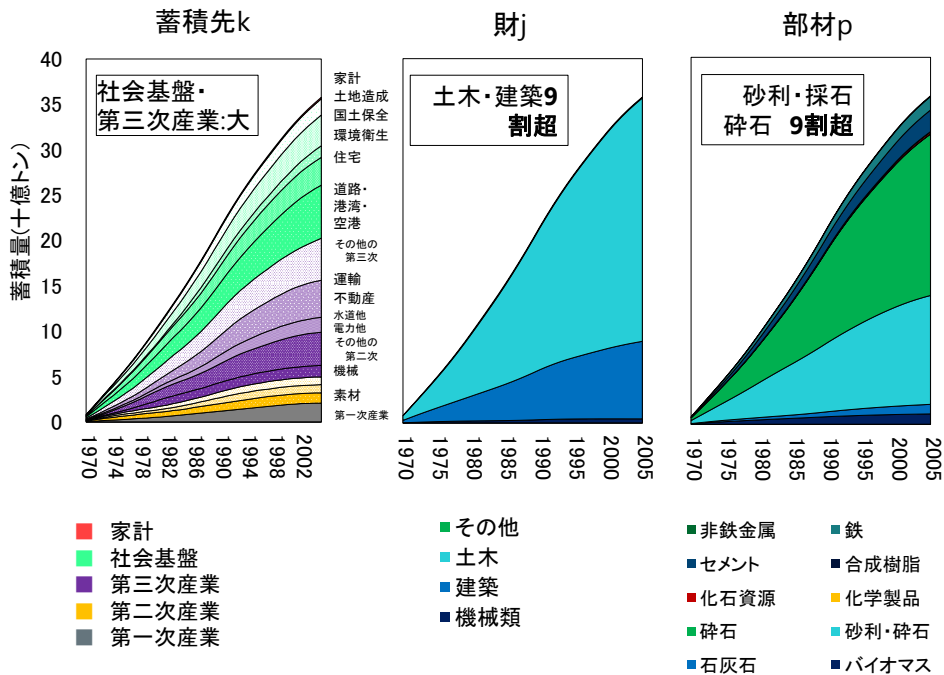 蓄積先k
財j
部材p
蓄積量(十億トン)
40
35
30
25
20
15
10
5
0
社会基盤・
第三次産業:大
土木・建築9
割超
砂利・採石
砕石 9割超
家計
土地造成
国土保全
環境衛生
住宅
道路・
港湾・
空港
その他の
第三次
運輸
不動産
水道他
電力他
その他の
第二次
機械
素材
第一次産業
1970
1974
1978
1982
1986
1990
1994
1998
2002
1970
1975
1980
1985
1990
1995
2000
2005
1970
1975
1980
1985
1990
1995
2000
2005
家計
社会基盤
第三次産業
第二次産業
第一次産業
その他
土木
建築
機械類
非鉄金属
鉄
セメント
合成樹脂
化石資源
化学製品
砕石
砂利・砕石
石灰石
バイオマス